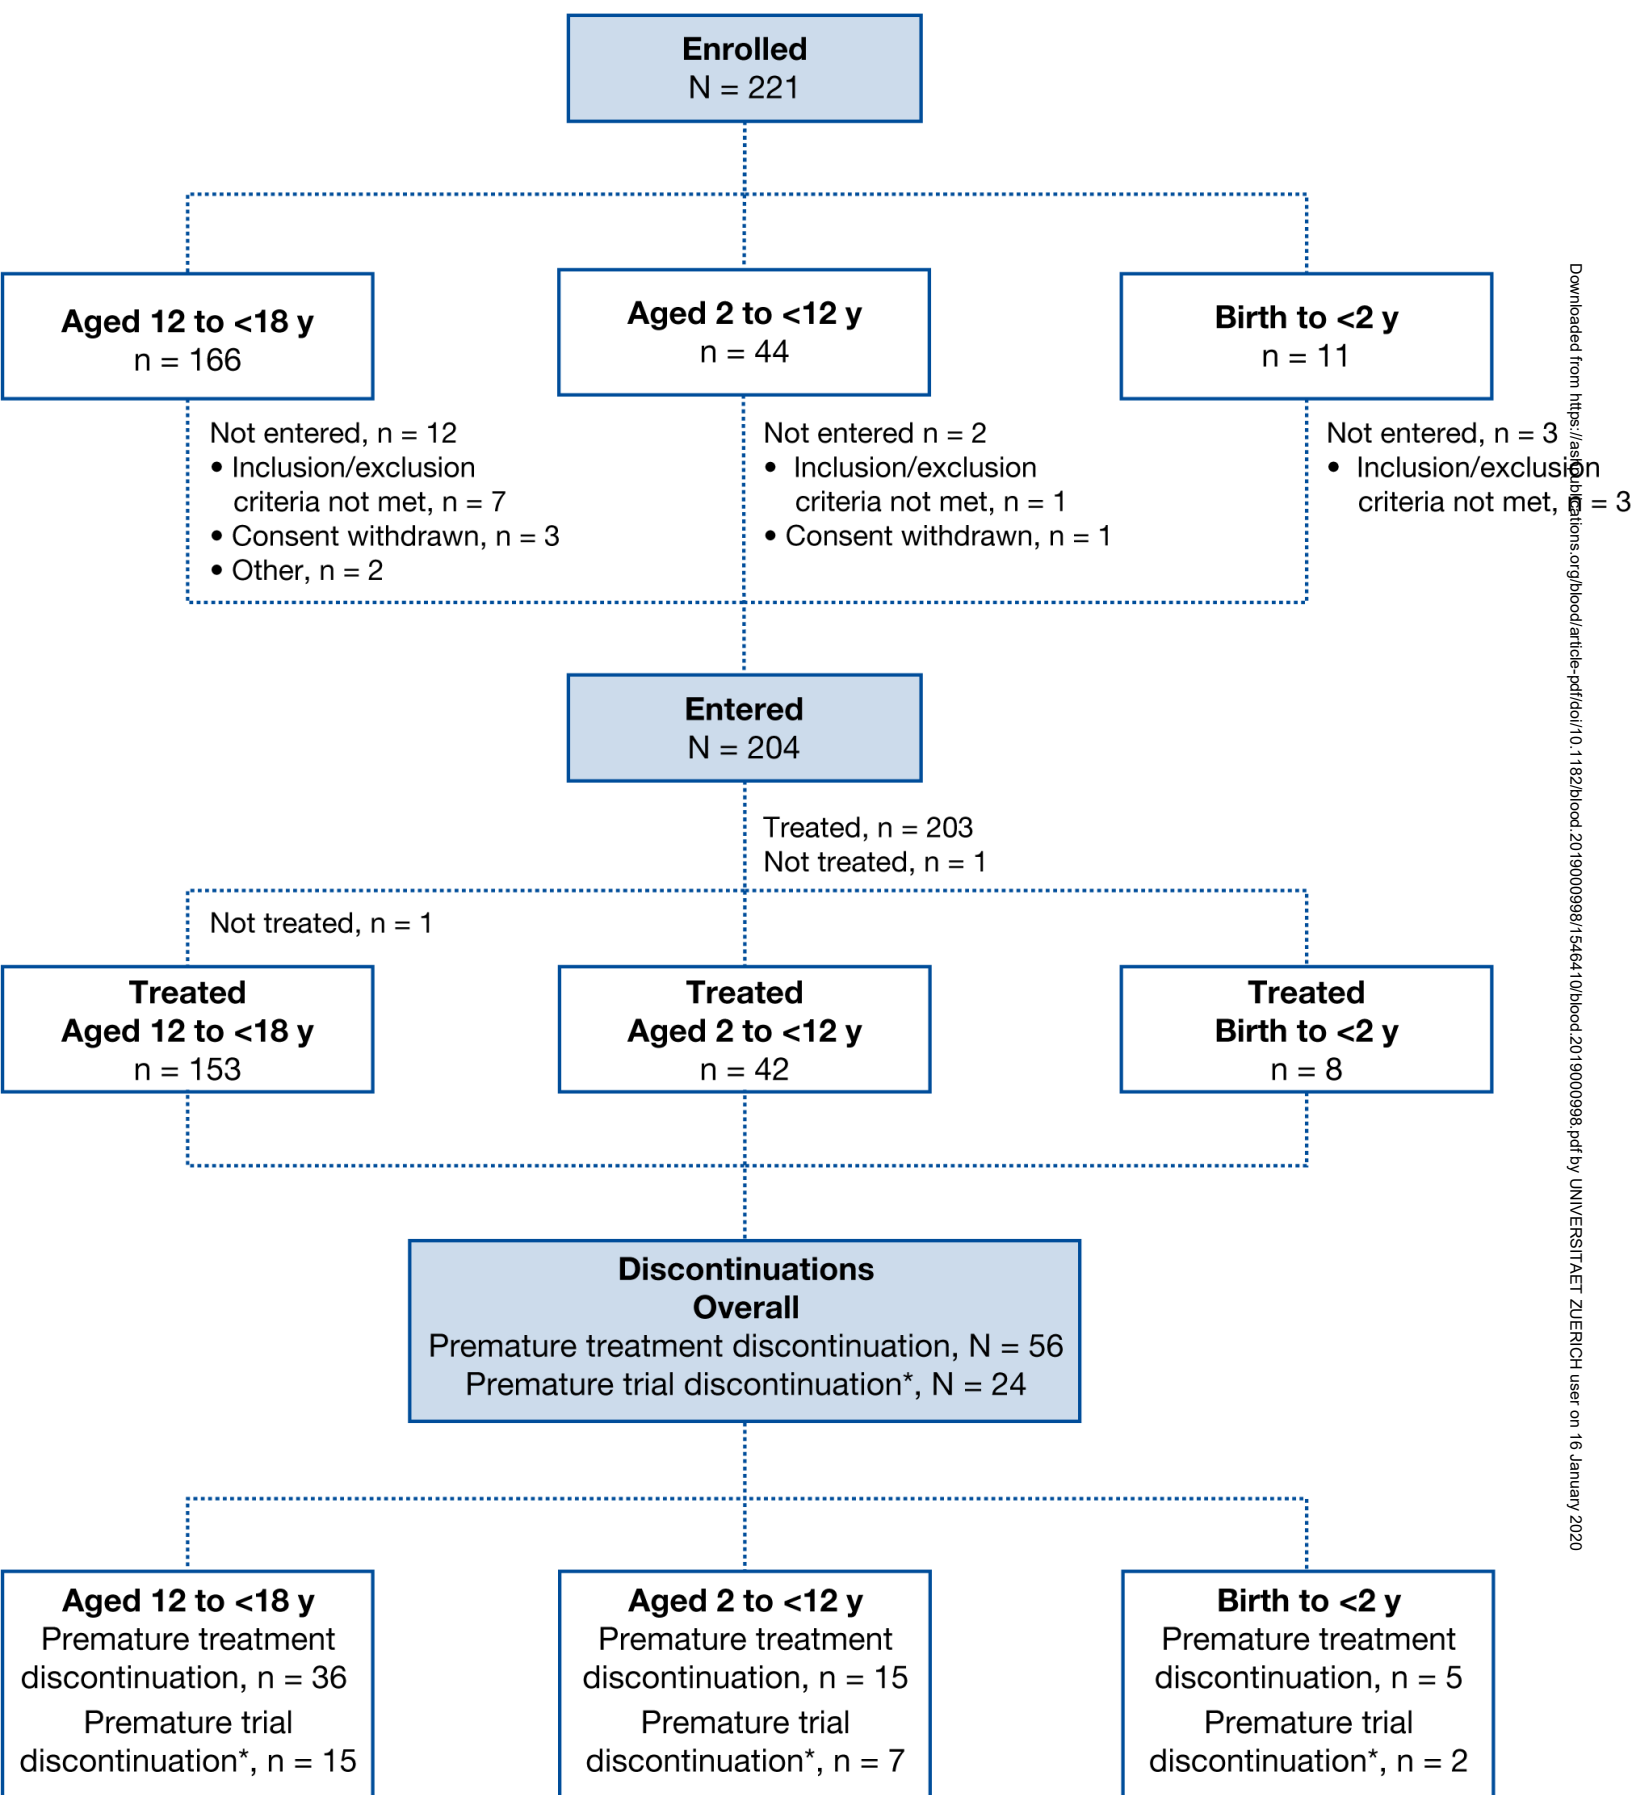 Enrolled
N = 221
Aged 12 to <18 y
n = 166
Aged 2 to <12 y
n = 44
Birth to <2 y
n = 11
Not entered, n = 12
• Inclusion/exclusion
criteria not met, n = 7
• Consent withdrawn, n = 3
• Other, n = 2
Not entered n = 2
• Inclusion/exclusion
criteria not met, n = 1
• Consent withdrawn, n = 1
Not entered, n = 3
• Inclusion/exclusion
criteria not met, n = 3
Entered
N = 204
Treated, n = 203
Not treated, n = 1
Not treated, n = 1
Treated
Aged 12 to <18 y
n = 153
Treated
Aged 2 to <12 y
n = 42
Treated
Birth to <2 y
n = 8
Discontinuations
Overall
Premature treatment discontinuation, N = 56
Premature trial discontinuation*, N = 24
Aged 12 to <18 y
Premature treatment
discontinuation, n = 36
Premature trial
discontinuation*, n = 15
Aged 2 to <12 y
Premature treatment
discontinuation, n = 15
Premature trial
discontinuation*, n = 7
Birth to <2 y
Premature treatment
discontinuation, n = 5
Premature trial
discontinuation*, n = 2
Downloaded from https://ashpublications.org/blood/article-pdf/doi/10.1182/blood.2019000998/1546410/blood.2019000998.pdf by UNIVERSITAET ZUERICH user on 16 January 2020